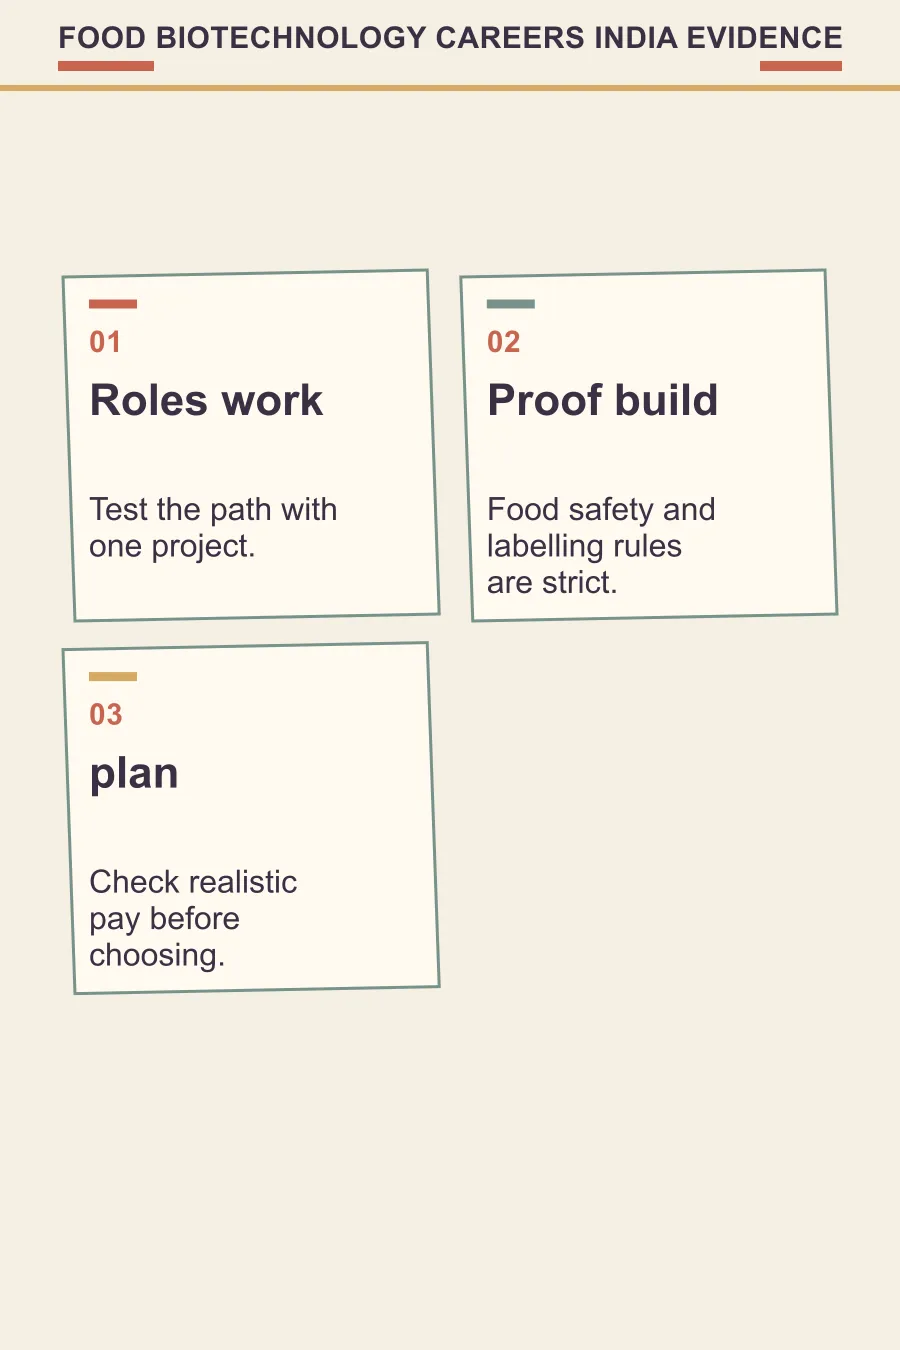 FOOD BIOTECHNOLOGY CAREERS INDIA EVIDENCE
01
Roles work
Test the path with
one project.
02
Proof build
Food safety and
labelling rules
are strict.
03
plan
Check realistic
pay before
choosing.